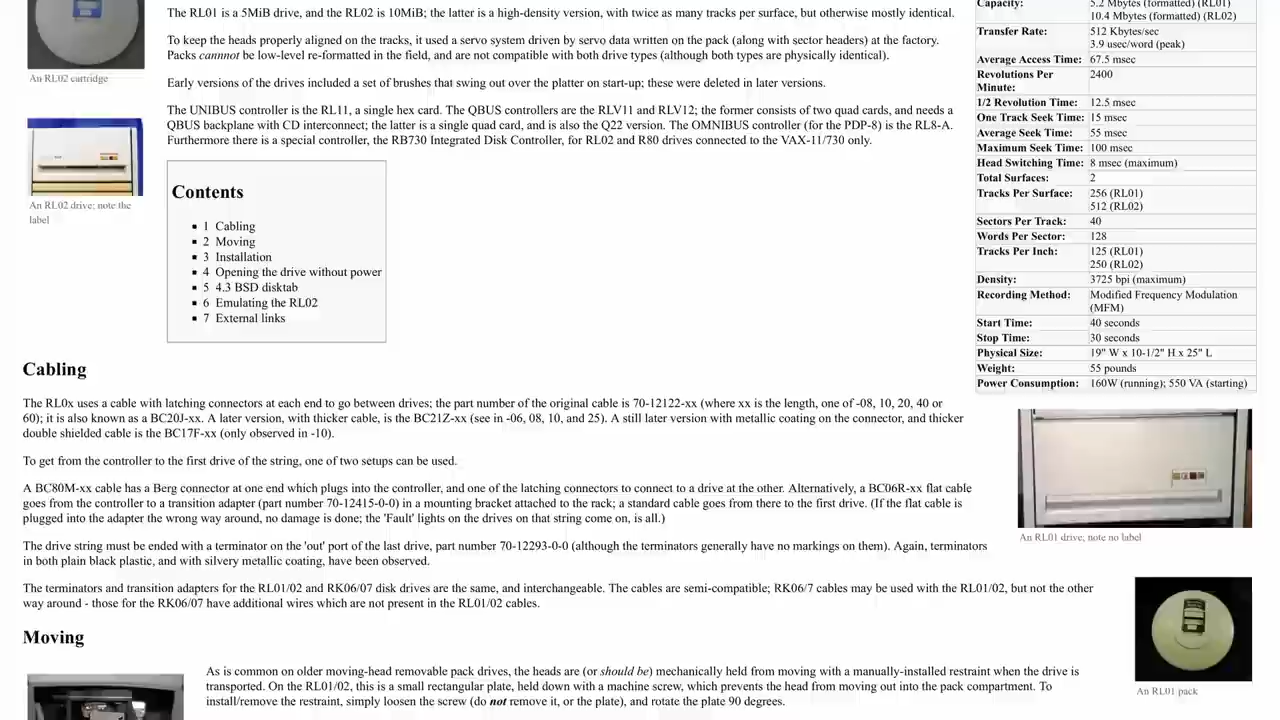 The RL01 is a 5MiB drive, and the RL02 is 10MiB; the latter is a high-density version, with twice as many tracks per surface, but otherwise mostly identical.
To keep the heads properly aligned on the tracks, it used a servo system driven by servo data written on the pack (along with sector headers) at the factory.
Packs cannnot be low-level re-formatted in the field, and are not compatible with both drive types (although both types are physically identical).
An RL02 cartridge
Early versions of the drives included a set of brushes that swing out over the platter on start-up; these were deleted in later versions.
The UNIBUS controller is the RL11, a single hex card. The QBUS controllers are the RLV11 and RLV12; the former consists of two quad cards, and needs a
QBUS backplane with CD interconnect; the latter is a single quad card, and is also the Q22 version. The OMNIBUS controller (for the PDP-8) is the RL8-A.
Furthermore there is a special controller, the RB730 Integrated Disk Controller, for RL02 and R80 drives connected to the VAX-11/730 only.
An RL02 drive; note the
label
Contents
1 Cabling
2 Moving
3 Installation
4 Opening the drive without power
5 4.3 BSD disktab
6 Emulating the RL02
7 External links
Capacity: 5.2 Mbytes (formatted) (RL01)
10.4 Mbytes (formatted) (RL02)
Transfer Rate: 512 Kbytes/sec
3.9 usec/word (peak)
Average Access Time: 67.5 msec
Revolutions Per 2400
Minute:
1/2 Revolution Time: 12.5 msec
One Track Seek Time: 15 msec
Average Seek Time: 55 msec
Maximum Seek Time: 100 msec
Head Switching Time: 8 msec (maximum)
Total Surfaces: 2
Tracks Per Surface: 256 (RL01)
512 (RL02)
Sectors Per Track: 40
Words Per Sector: 128
Tracks Per Inch: 125 (RL01)
250 (RL02)
Density: 3725 bpi (maximum)
Recording Method: Modified Frequency Modulation
(MFM)
Start Time: 40 seconds
Stop Time: 30 seconds
Physical Size: 19" W x 10-1/2" H x 25" L
Weight: 55 pounds
Power Consumption: 160W (running); 550 VA (starting)
Cabling
The RL0x uses a cable with latching connectors at each end to go between drives; the part number of the original cable is 70-12122-xx (where xx is the length, one of -08, 10, 20, 40 or
60); it is also known as a BC20J-xx. A later version, with thicker cable, is the BC21Z-xx (see in -06, 08, 10, and 25). A still later version with metallic coating on the connector, and thicker
double shielded cable is the BC17F-xx (only observed in -10).
To get from the controller to the first drive of the string, one of two setups can be used.
A BC80M-xx cable has a Berg connector at one end which plugs into the controller, and one of the latching connectors to connect to a drive at the other. Alternatively, a BC06R-xx flat cable
goes from the controller to a transition adapter (part number 70-12415-0-0) in a mounting bracket attached to the rack; a standard cable goes from there to the first drive. (If the flat cable is
plugged into the adapter the wrong way around, no damage is done; the 'Fault' lights on the drives on that string come on, is all.)
An RL01 drive; note no label
The drive string must be ended with a terminator on the 'out' port of the last drive, part number 70-12293-0-0 (although the terminators generally have no markings on them). Again, terminators
in both plain black plastic, and with silvery metallic coating, have been observed.
The terminators and transition adapters for the RL01/02 and RK06/07 disk drives are the same, and interchangeable. The cables are semi-compatible; RK06/7 cables may be used with the RL01/02, but not the other
way around - those for the RK06/07 have additional wires which are not present in the RL01/02 cables.
Moving
As is common on older moving-head removable pack drives, the heads are (or should be) mechanically held from moving with a manually-installed restraint when the drive is
transported. On the RL01/02, this is a small rectangular plate, held down with a machine screw, which prevents the head from moving out into the pack compartment. To
install/remove the restraint, simply loosen the screw (do not remove it, or the plate), and rotate the plate 90 degrees.
An RL01 pack